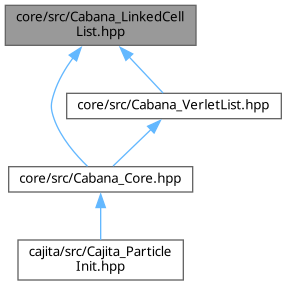 core/src/Cabana_LinkedCell
List.hpp
core/src/Cabana_VerletList.hpp
core/src/Cabana_Core.hpp
cajita/src/Cajita_Particle
Init.hpp